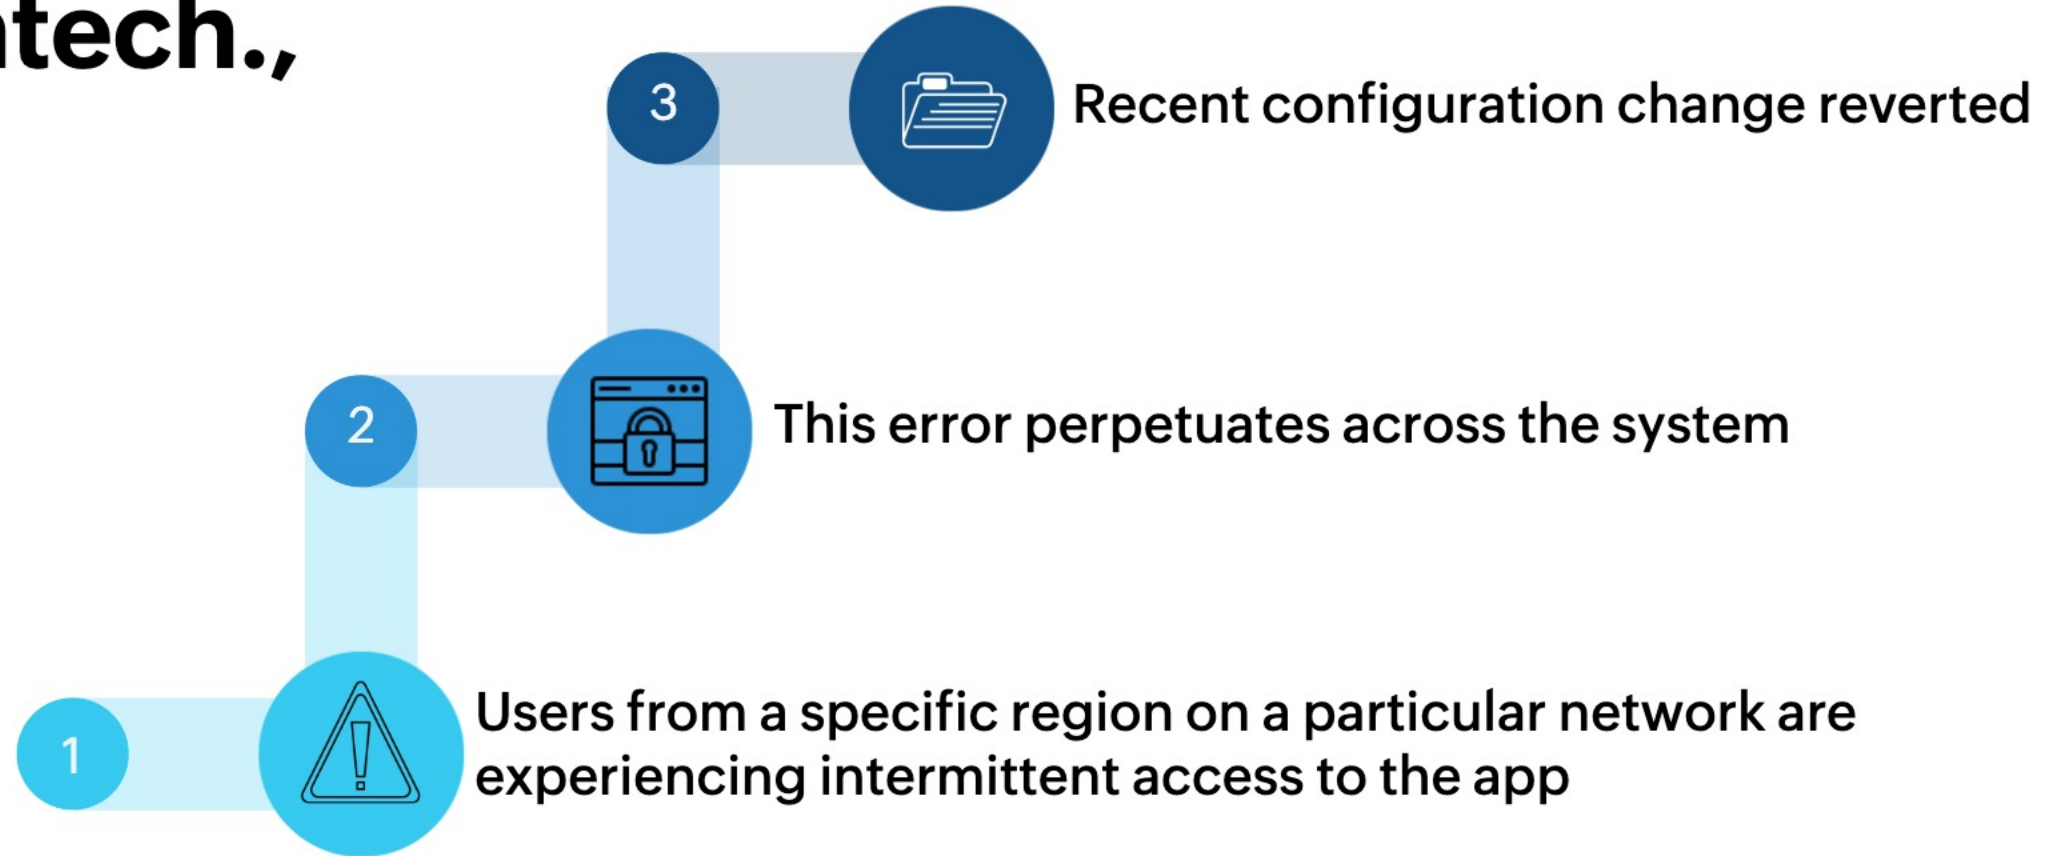 ntech.,
3
Recent configuration change reverted
2
This error perpetuates across the system
1
Users from a specific region on a particular network are
experiencing intermittent access to the app